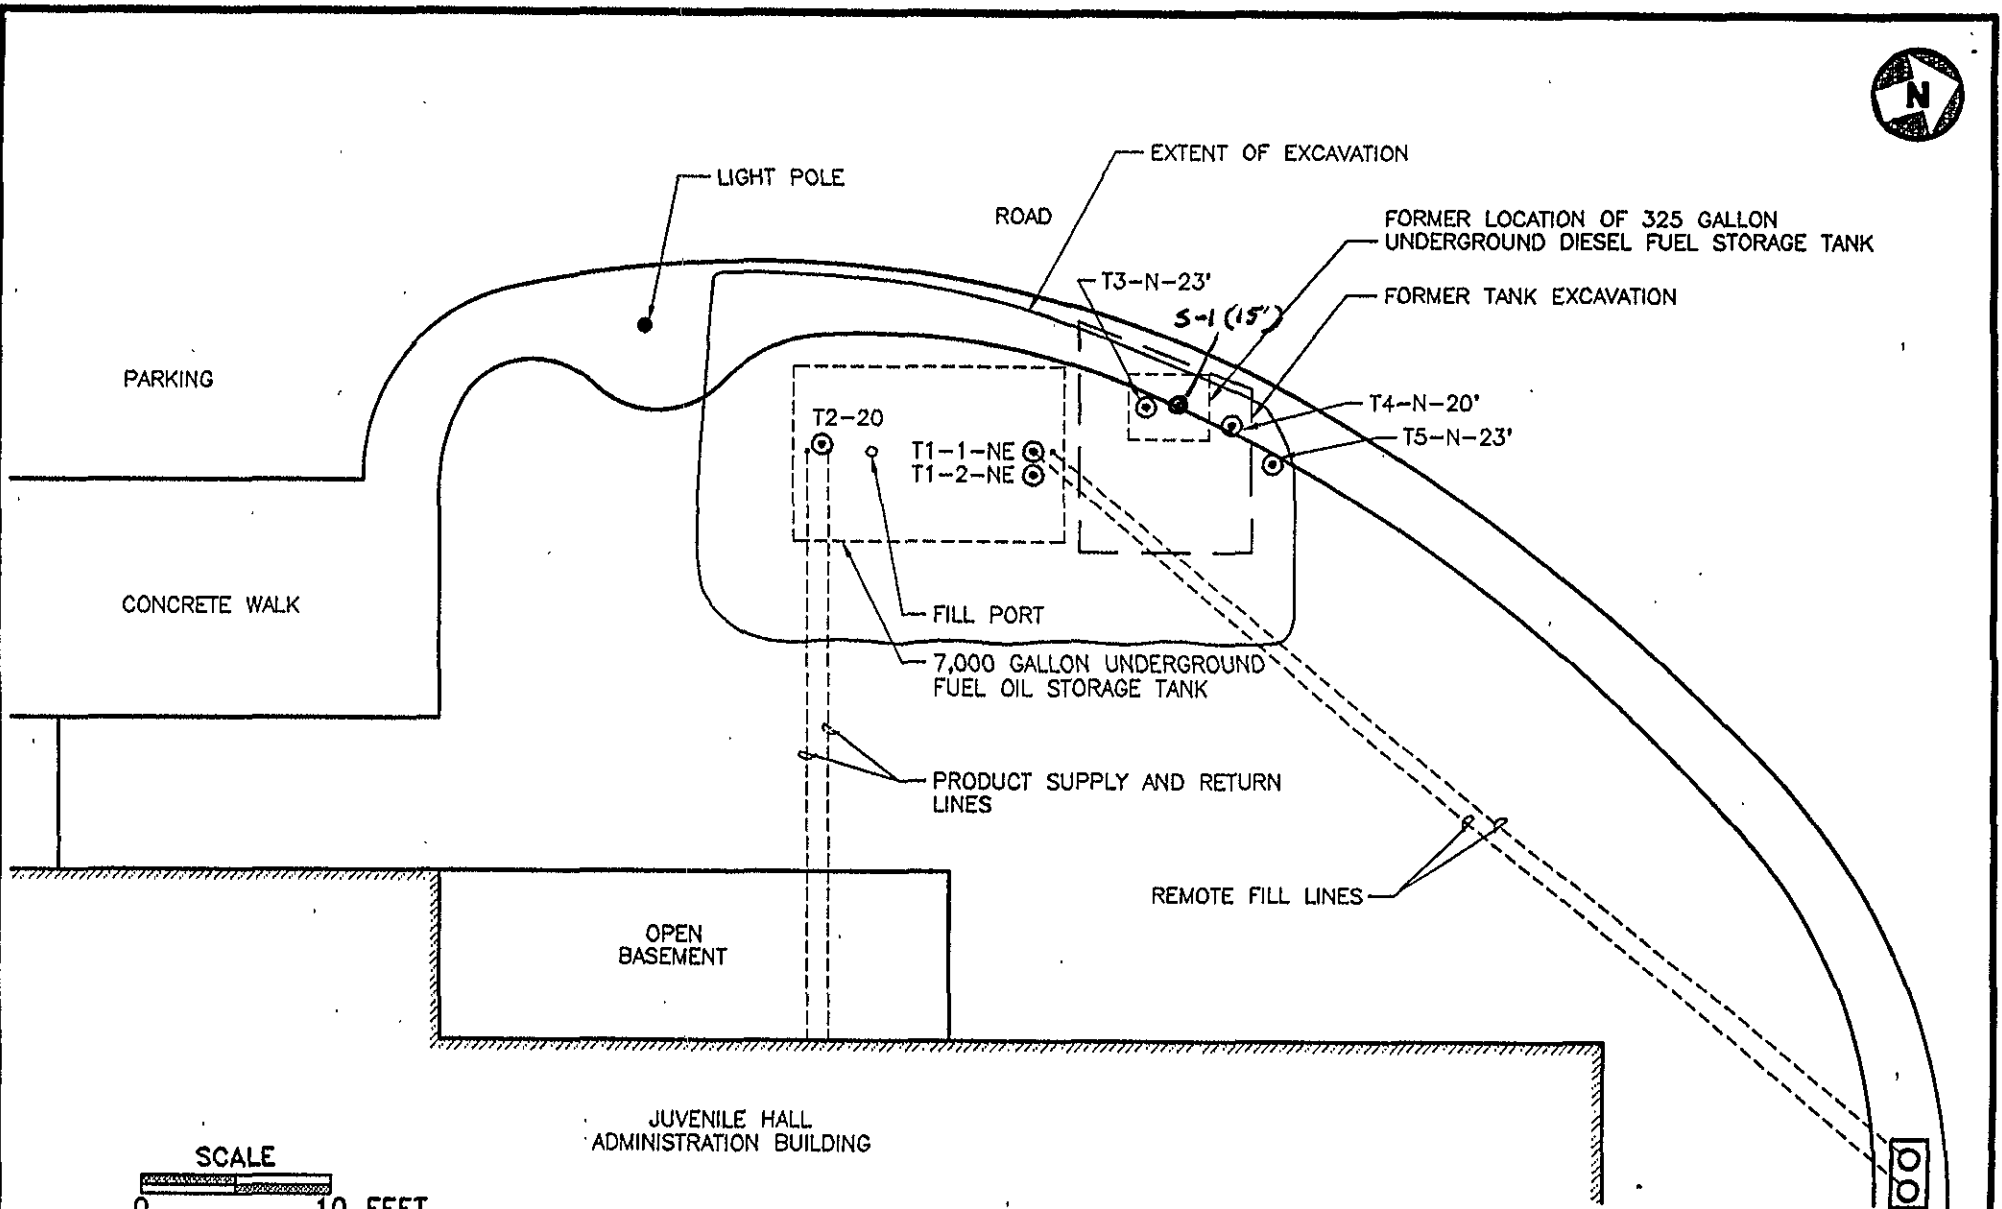 N
EXTENT OF EXCAVATION
LIGHT POLE
ROAD
FORMER LOCATION OF 325 GALLON
UNDERGROUND DIESEL FUEL STORAGE TANK
T3-N-23'
FORMER TANK EXCAVATION
S-1 (15')
PARKING
T4-N-20'
T2-20
T5-N-23'
T1-1-NE
T1-2-NE
CONCRETE WALK
FILL PORT
7,000 GALLON UNDERGROUND
FUEL OIL STORAGE TANK
PRODUCT SUPPLY AND RETURN
LINES
REMOTE FILL LINES
OPEN
BASEMENT
JUVENILE HALL
ADMINISTRATION BUILDING
SCALE
0 10 FEET